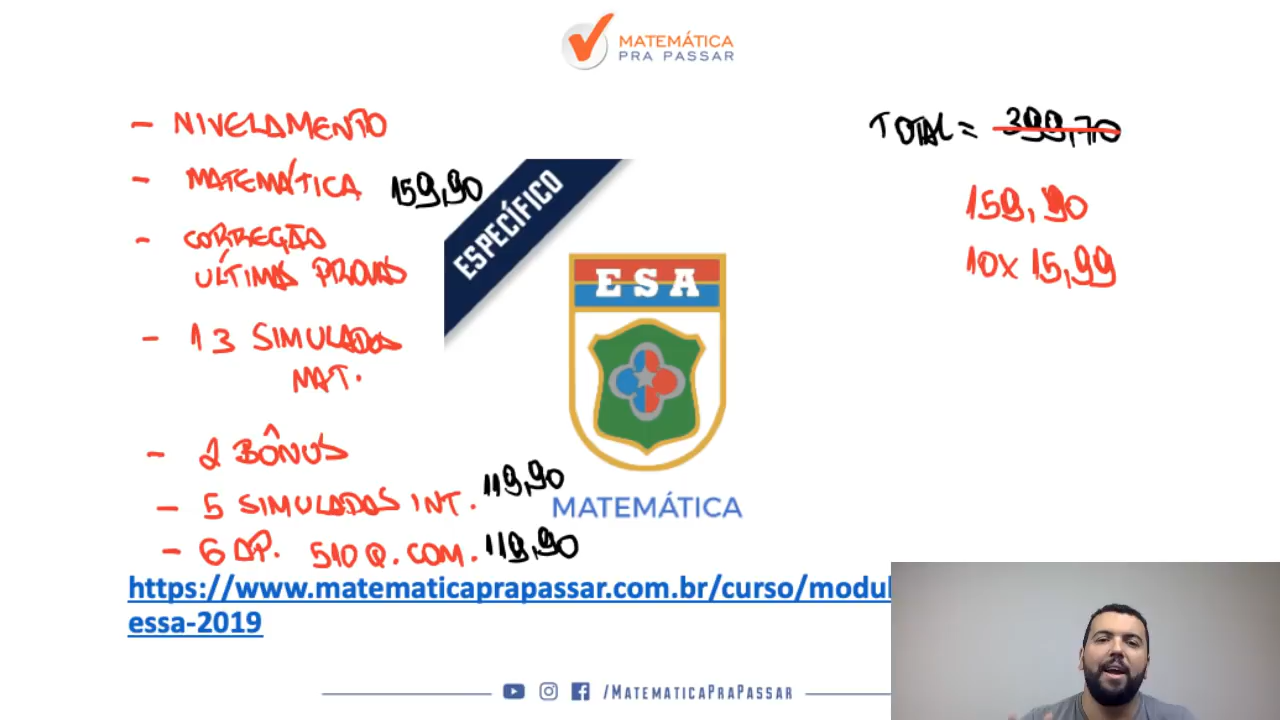 MATEMÁTICA
PRA PASSAR
- NIVELAMENTO
- MATEMÁTICA 159,90
- CORREÇÃO
ÚLTIMAS PROVAS
- 13 SIMULADOS
MAT.
- 2 BÔNUS
- 5 SIMULADOS INT. 119,90
- 6 AP. 510 Q. COM. 119,90
TOTAL = 399,70
159,90
10x 15,99
ESPECÍFICO
ESA
MATEMÁTICA
https://www.matematicaprapassar.com.br/curso/modul
essa-2019
/MATEMATICAPRAPASSAR